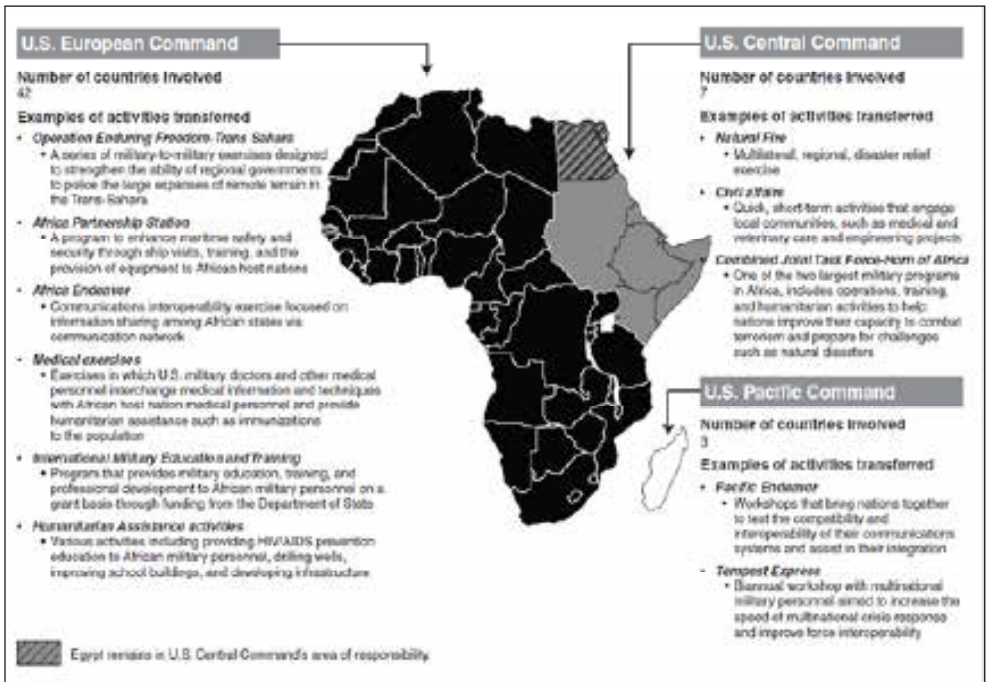 U.S. European Command
Number of countries involved
42
Examples of activities transferred
• Operation Enduring Freedom-Trans Sahara
• A series of military-to-military exercises designed
to strengthen the ability of regional governments
to police the large expanses of remote terrain in
the Trans-Sahara
• Africa Partnership Station
• A program to enhance maritime safety and
security through ship visits, training, and the
provision of equipment to African host nations
• Africa Endeavor
• Communications interoperability exercise focused on
information sharing among African states via
communication network
• Medical exercises
• Exercises in which U.S. military doctors and other medical
personnel interchange medical information and techniques
with African host nation medical personnel and provide
humanitarian assistance such as immunizations
to the population
• International Military Education and Training
• Program that provides military education, training, and
professional development to African military personnel on a
grant basis through funding from the Department of State
• Humanitarian Assistance activities
• Various activities including providing HIV/AIDS prevention
education to African military personnel, drilling wells,
improving school buildings, and developing infrastructure
U.S. Central Command
Number of countries involved
7
Examples of activities transferred
• Natural Fire
• Multilateral, regional, disaster relief
exercise
• Civil affairs
• Quick, short-term activities that engage
local communities, such as medical and
veterinary care and engineering projects
Combined Joint Task Force-Horn of Africa
• One of the two largest military programs
in Africa, includes operations, training,
and humanitarian activities to help
nations improve their capacity to combat
terrorism and prepare for challenges
such as natural disasters
U.S. Pacific Command
Number of countries involved
3
Examples of activities transferred
• Pacific Endeavor
• Workshops that bring nations together
to test the compatibility and
interoperability of their communications
systems and assist in their integration
- Tempest Express
• Biannual workshop with multinational
military personnel aimed to increase the
speed of multinational crisis response
and improve force interoperability
Egypt remains in U.S. Central Command's area of responsibility.